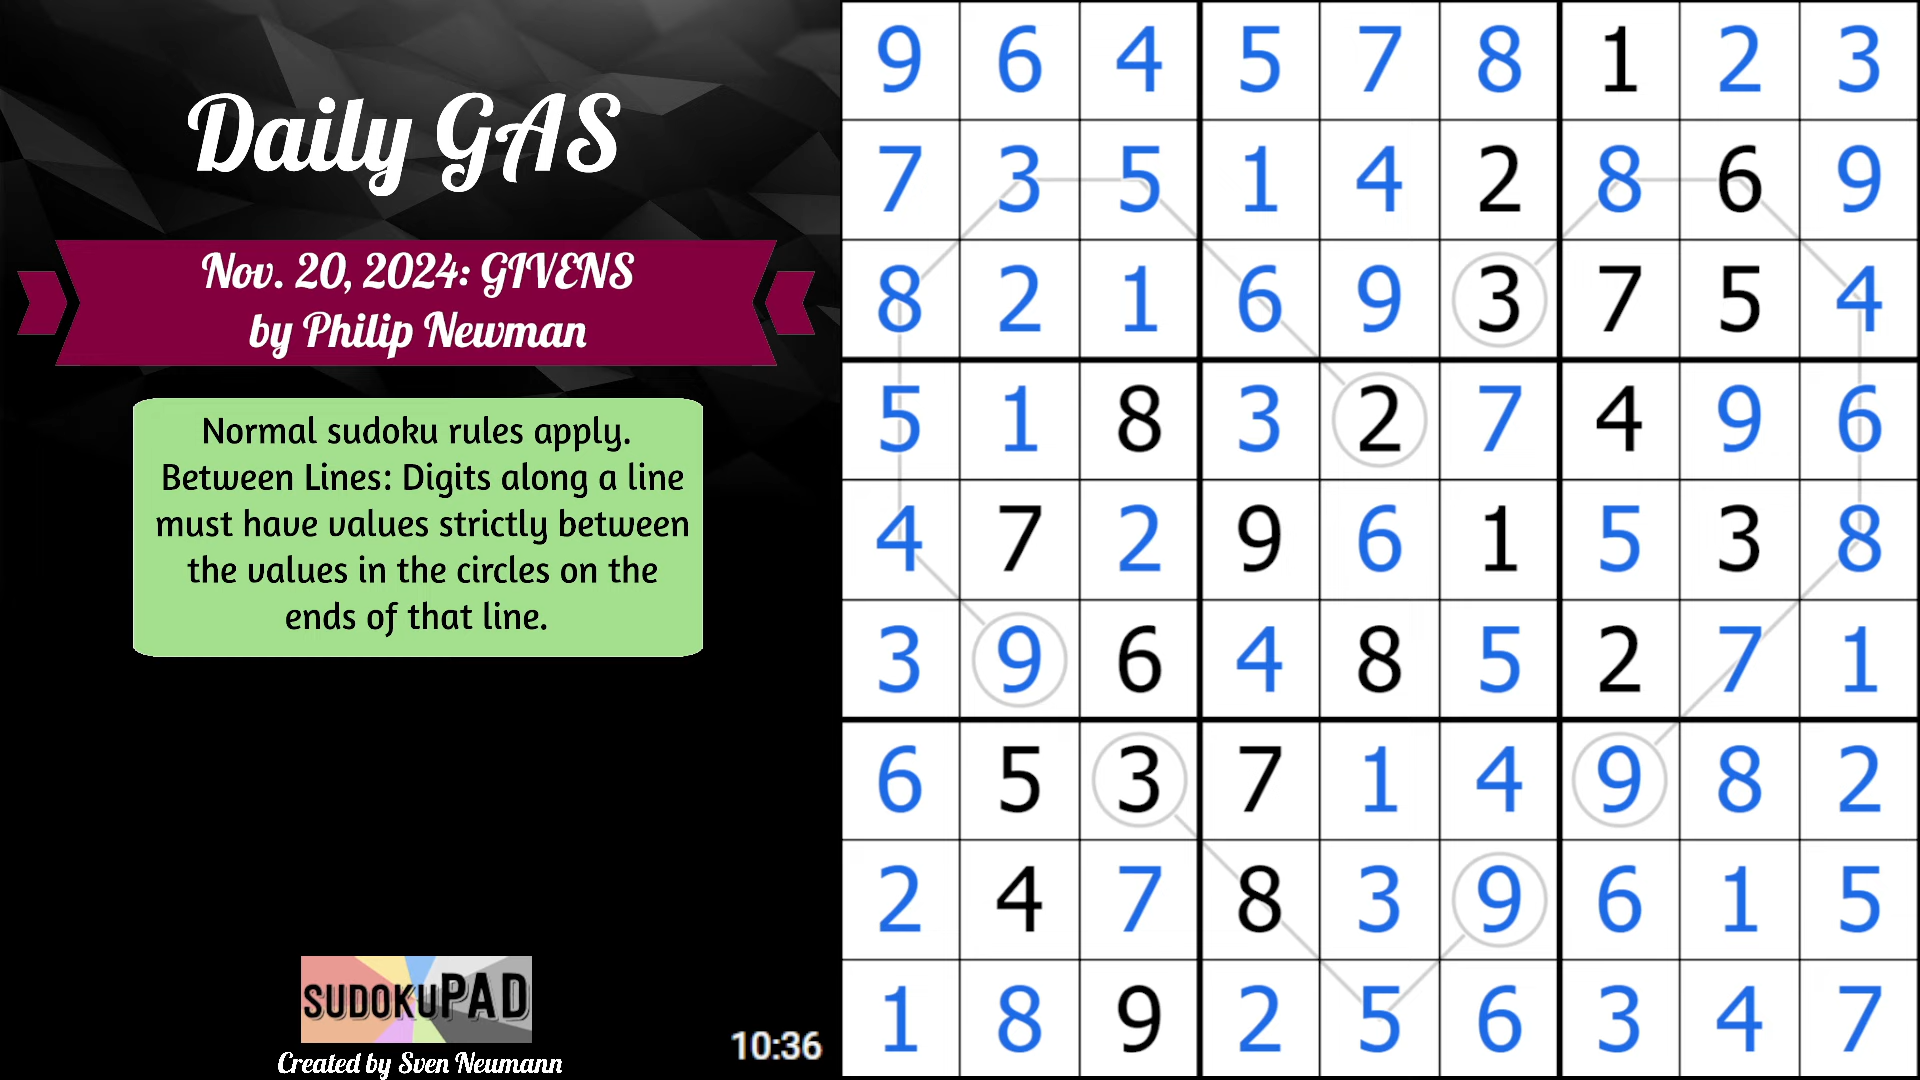 Daily GAS
Nov. 20, 2024: GIVENS
by Philip Newman
Normal sudoku rules apply.
Between Lines: Digits along a line
must have values strictly between
the values in the circles on the
ends of that line.
SUDOKUPAD
Created by Sven Neumann
10:36
9 6 4 5 7 8 1 2 3
7 3 5 1 4 2 8 6 9
8 2 1 6 9 3 7 5 4
5 1 8 3 2 7 4 9 6
4 7 2 9 6 1 5 3 8
3 9 6 4 8 5 2 7 1
6 5 3 7 1 4 9 8 2
2 4 7 8 3 9 6 1 5
1 8 9 2 5 6 3 4 7